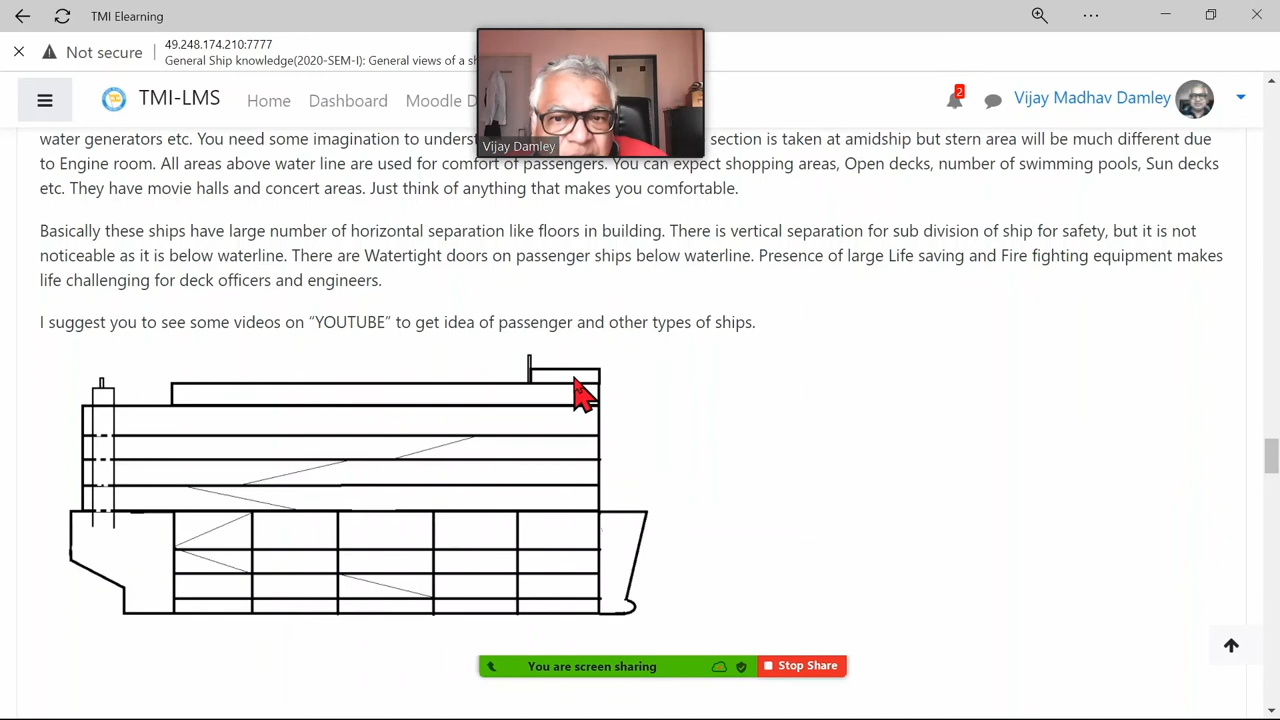 TMI Elearning
Not secure
49.248.174.210:7777
General Ship knowledge(2020-SEM-I): General views of a sh
TMI-LMS Home Dashboard Moodle D 2 Vijay Madhav Damley
Vijay Damley
water generators etc. You need some imagination to underst section is taken at amidship but stern area will be much different due
to Engine room. All areas above water line are used for comfort of passengers. You can expect shopping areas, Open decks, number of swimming pools, Sun decks
etc. They have movie halls and concert areas. Just think of anything that makes you comfortable.
Basically these ships have large number of horizontal separation like floors in building. There is vertical separation for sub division of ship for safety, but it is not
noticeable as it is below waterline. There are Watertight doors on passenger ships below waterline. Presence of large Life saving and Fire fighting equipment makes
life challenging for deck officers and engineers.
I suggest you to see some videos on “YOUTUBE” to get idea of passenger and other types of ships.
You are screen sharing Stop Share